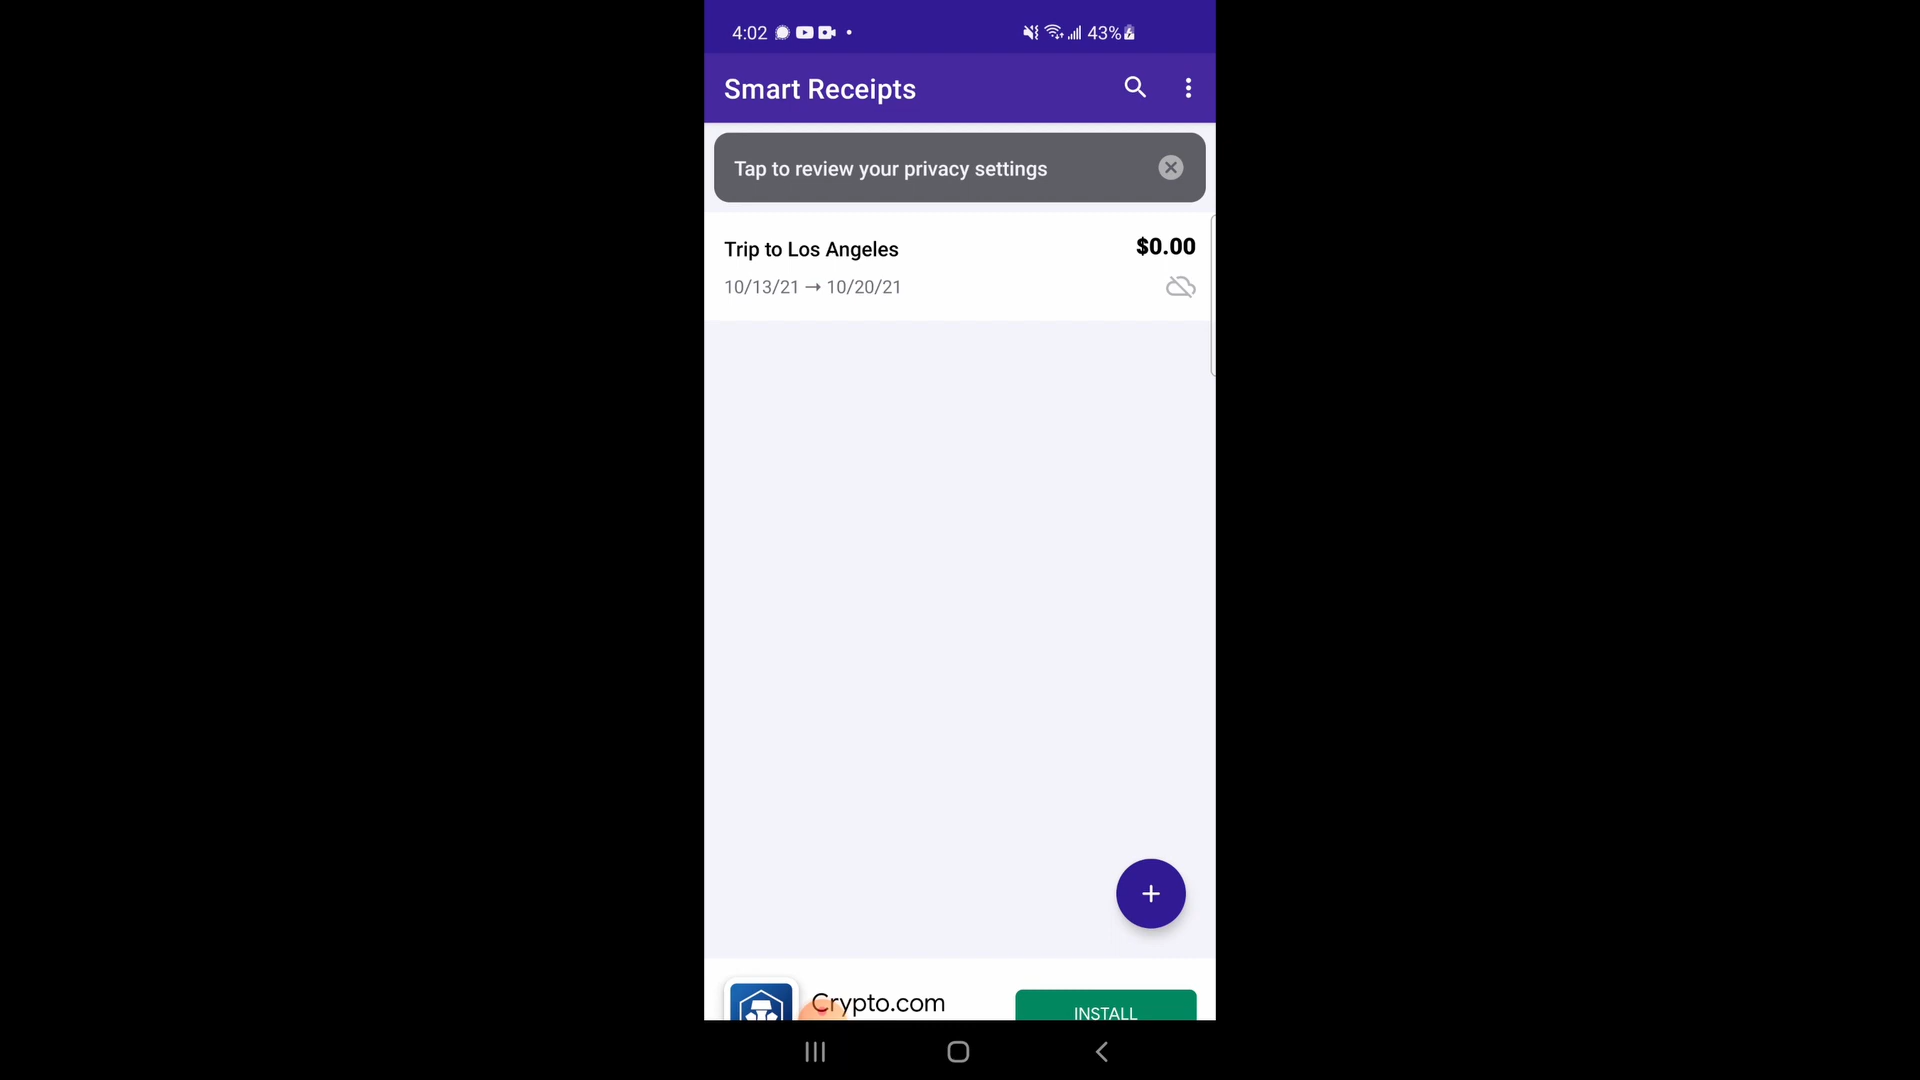 4:02 43%
Smart Receipts
Tap to review your privacy settings
Trip to Los Angeles $0.00
10/13/21 → 10/20/21
Crypto.com
INSTALL